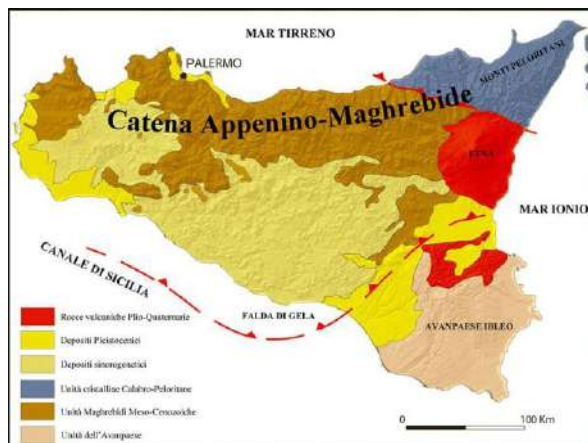 MAR TIRRENO
PALERMO
MONTI PELORITANI
Catena Appenino-Maghrebide
ETNA
MAR IONIO
CANALE DI SICILIA
FALDA DI GELA
AVANPAESE IBLEO
Rocce vulcaniche Plio-Quaternarie
Depositi Pleistocenici
Depositi sinorogenetici
Unità cristalline Calabro-Peloritane
Unità Maghrebidi Meso-Cenozoiche
Unità dell'Avanpaese
0 100 Km